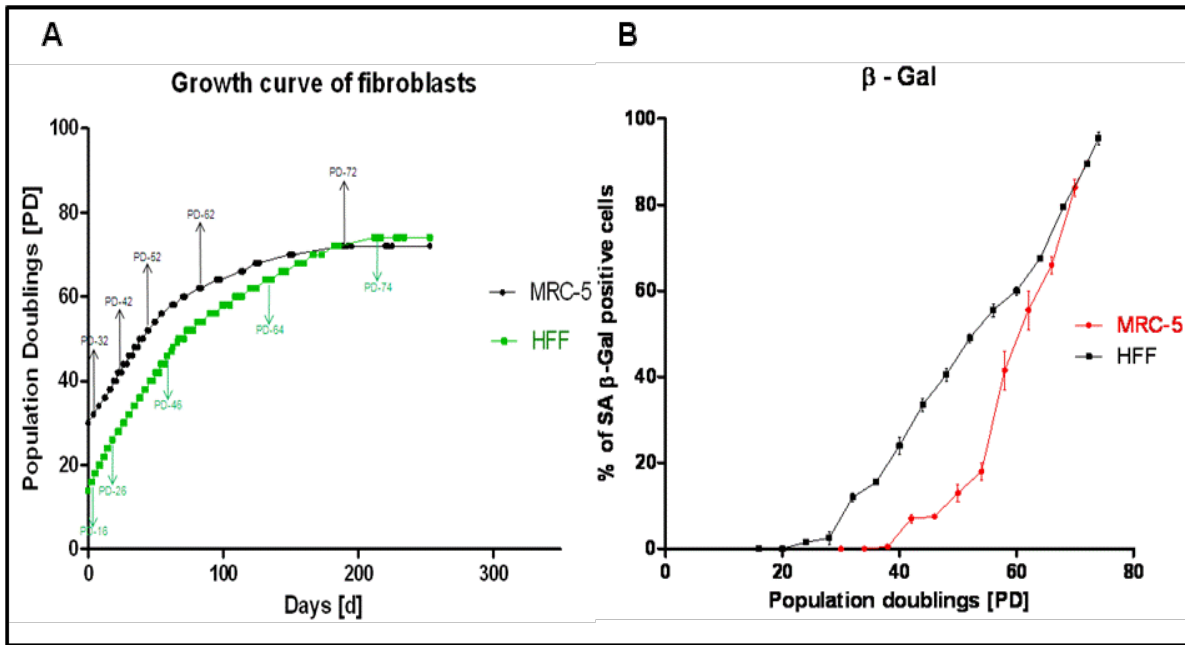 A
Growth curve of fibroblasts
Population Doublings [PD]
100
80
60
40
20
0
0
100
200
300
Days [d]
PD-32
PD-42
PD-52
PD-62
PD-72
PD-16
PD-26
PD-46
PD-64
PD-74
MRC-5
HFF
B
β - Gal
% of SA β-Gal positive cells
100
80
60
40
20
0
0
20
40
60
80
Population doublings [PD]
MRC-5
HFF